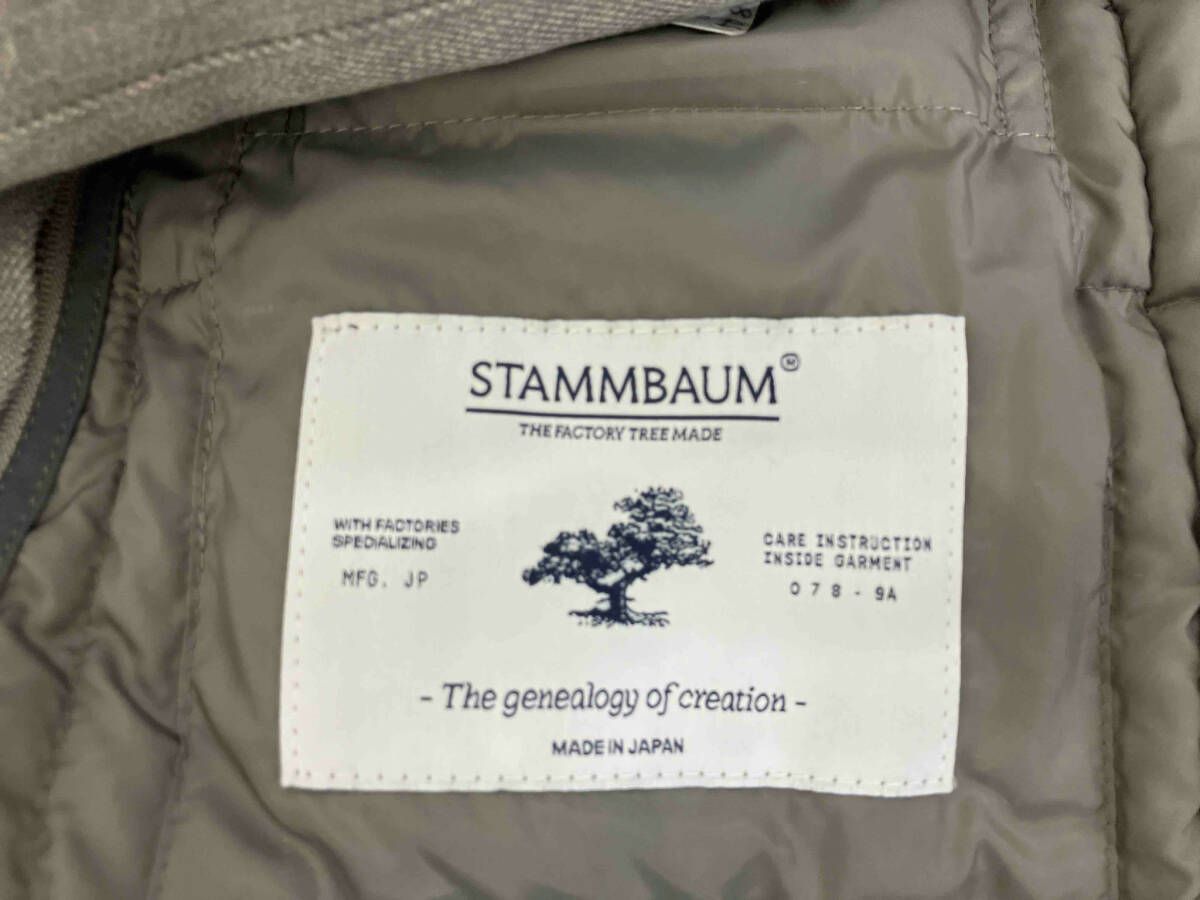 STAMMBAUM®
THE FACTORY TREE MADE
WITH FACTORIES
SPECIALIZING
MFG. JP
CARE INSTRUCTION
INSIDE GARMENT
078-9A
- The genealogy of creation -
MADE IN JAPAN